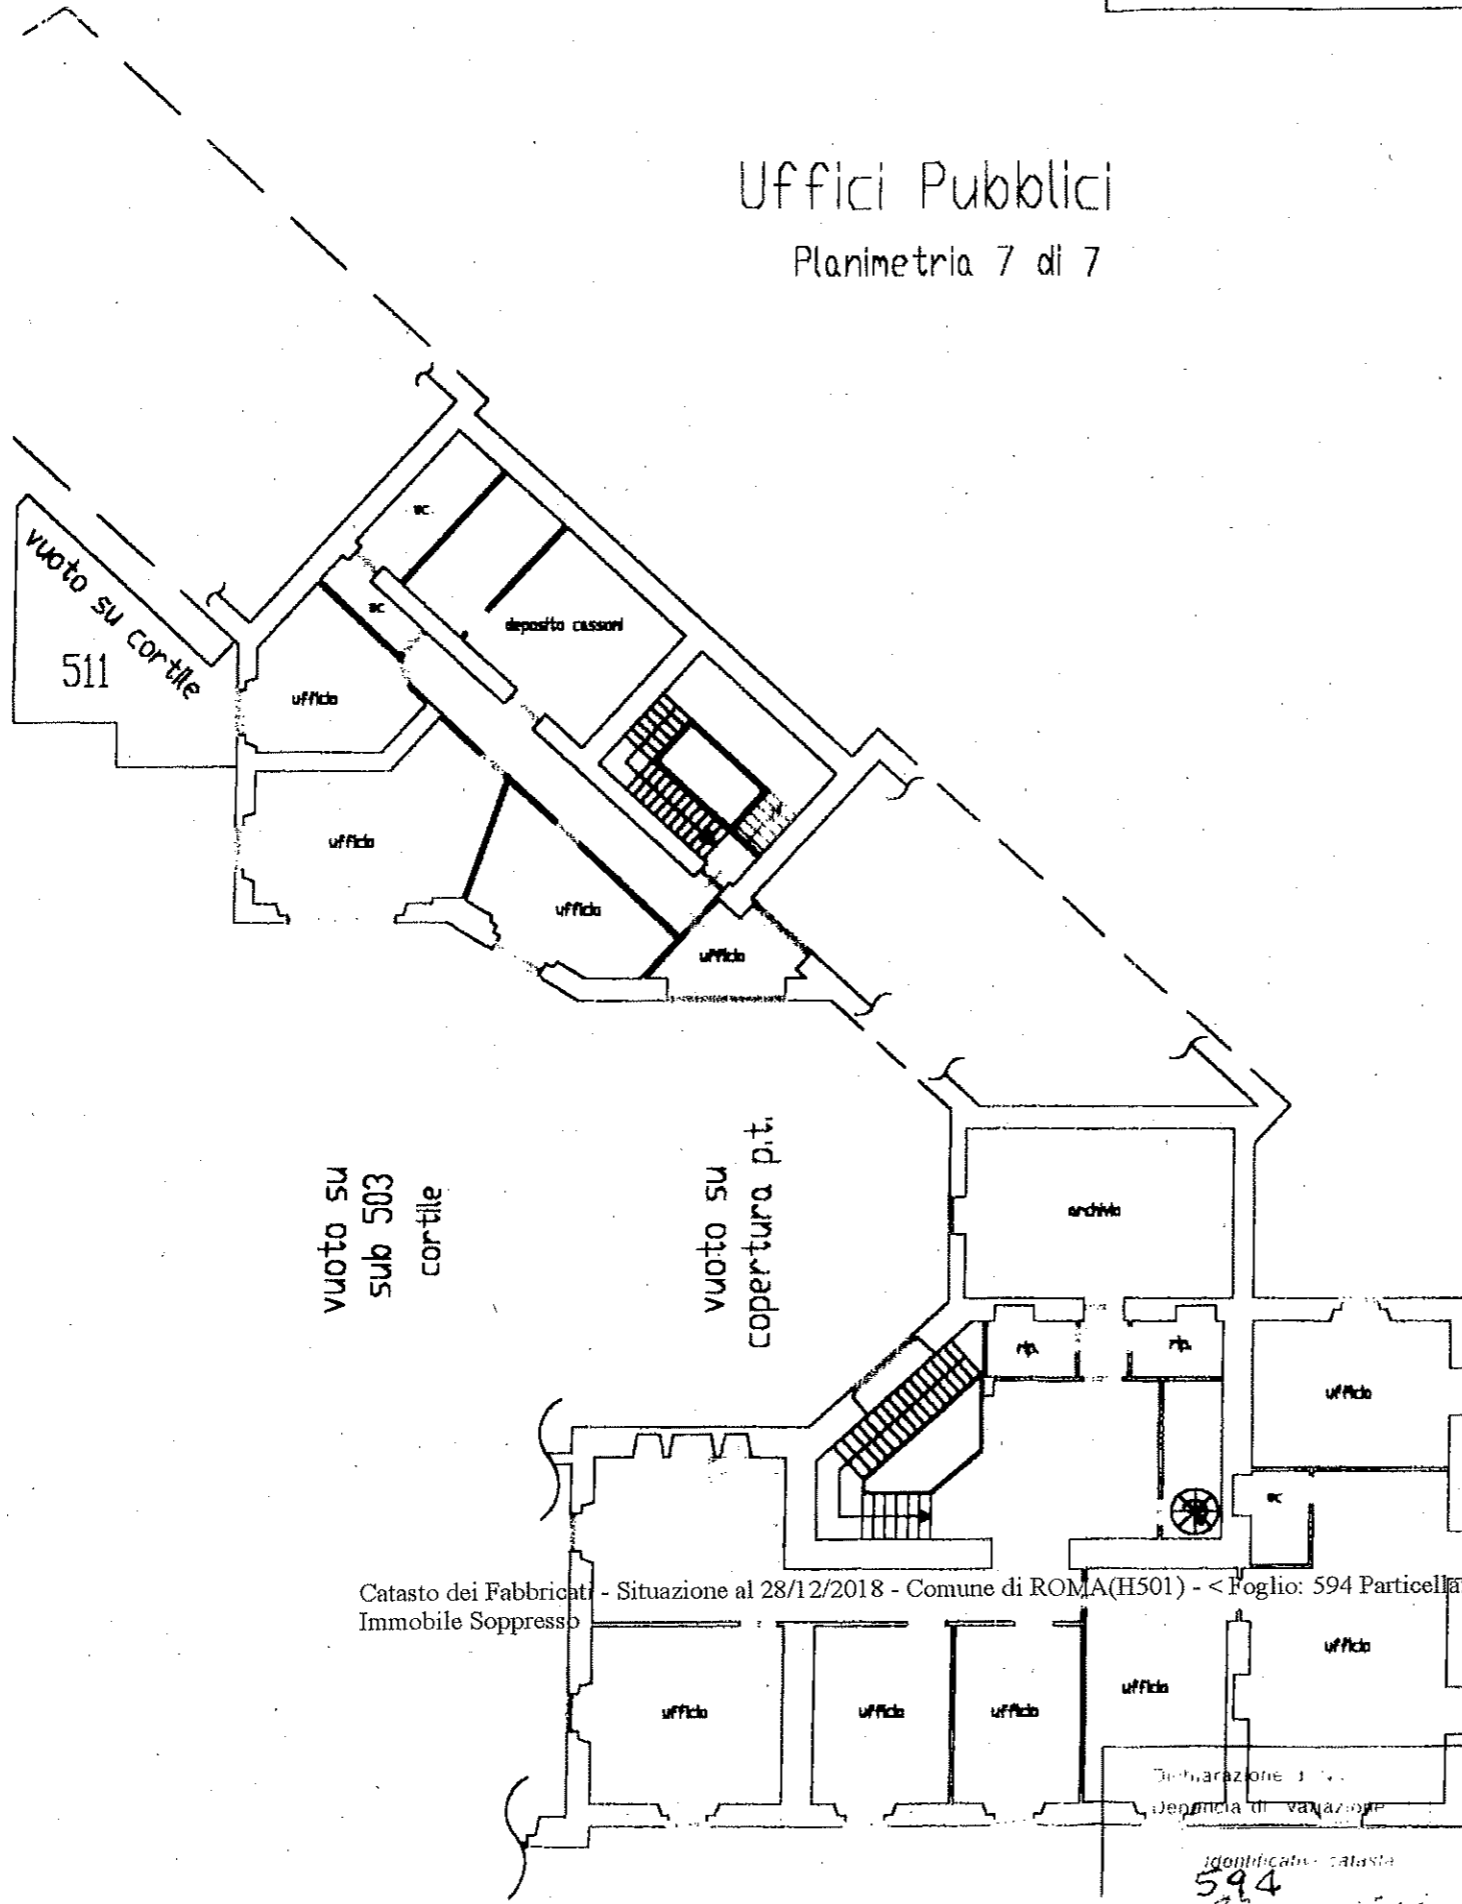 Uffici Pubblici
Planimetria 7 di 7
wc
wc
deposito cassoni
vuoto su cortile
511
ufficio
ufficio
ufficio
ufficio
vuoto su
sub 503
cortile
vuoto su
copertura p.t.
archivio
rip.
rip.
ufficio
wc
Catasto dei Fabbricati - Situazione al 28/12/2018 - Comune di ROMA(H501) - < Foglio: 594 Particella
Immobile Soppresso
ufficio
ufficio
ufficio
ufficio
ufficio
Dichiarazione
Denuncia di variazione
594